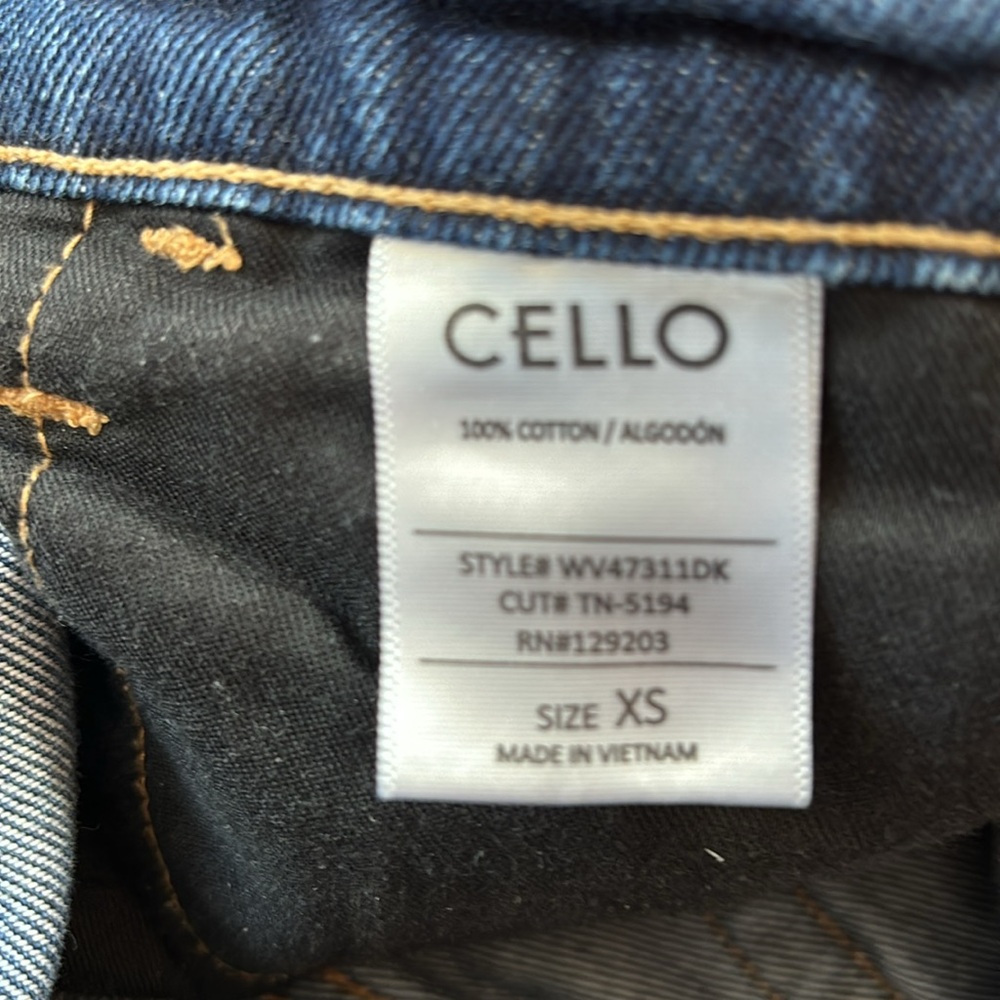 CELLO
100% COTTON / ALGODÓN
STYLE# WV47311DK
CUT# TN-5194
RN#129203
SIZE XS
MADE IN VIETNAM